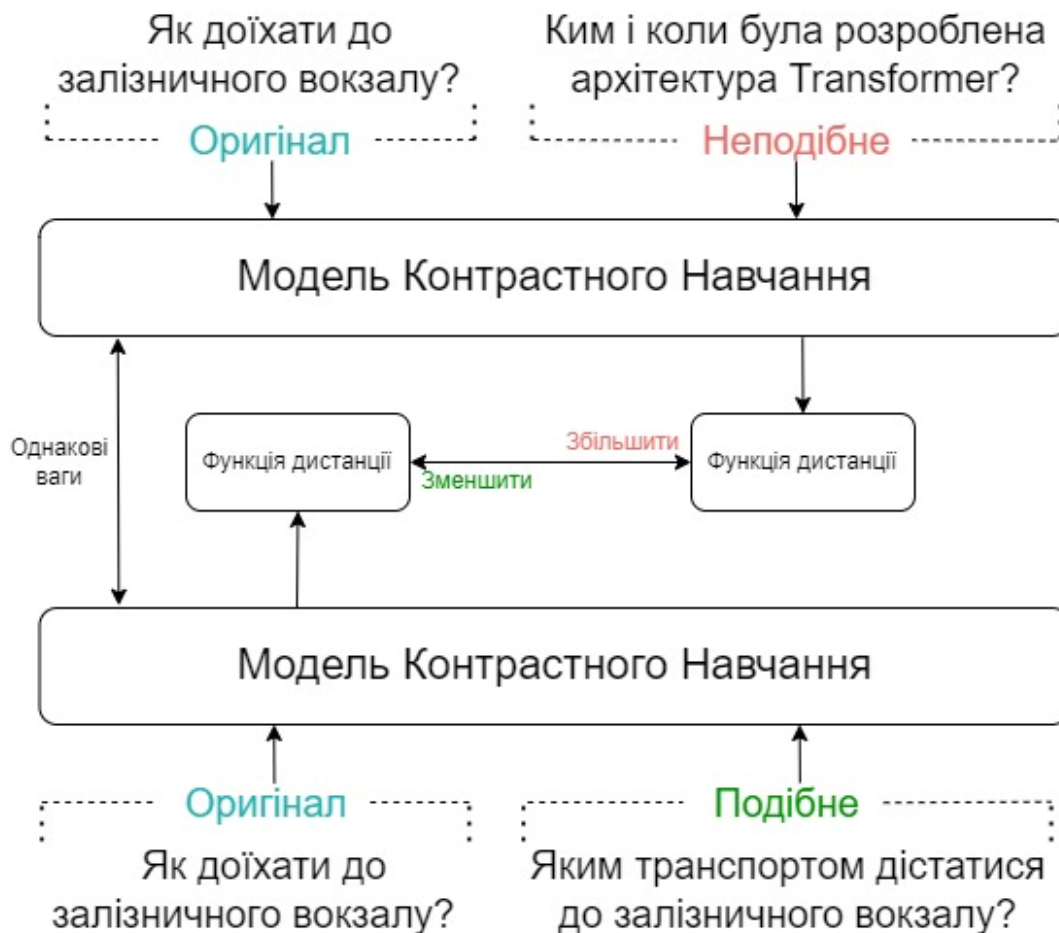 Як доїхати до
залізничного вокзалу?
Оригінал
Ким і коли була розроблена
архітектура Transformer?
Неподібне
Модель Контрастного Навчання
Однакові
ваги
Функція дистанції
Збільшити
Зменшити
Функція дистанції
Модель Контрастного Навчання
Оригінал
Як доїхати до
залізничного вокзалу?
Подібне
Яким транспортом дістатися
до залізничного вокзалу?